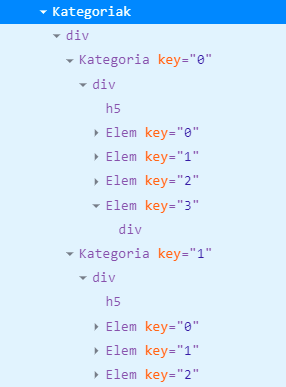 Kategoriak
div
Kategoria key="0"
div
h5
Elem key="0"
Elem key="1"
Elem key="2"
Elem key="3"
div
Kategoria key="1"
div
h5
Elem key="0"
Elem key="1"
Elem key="2"